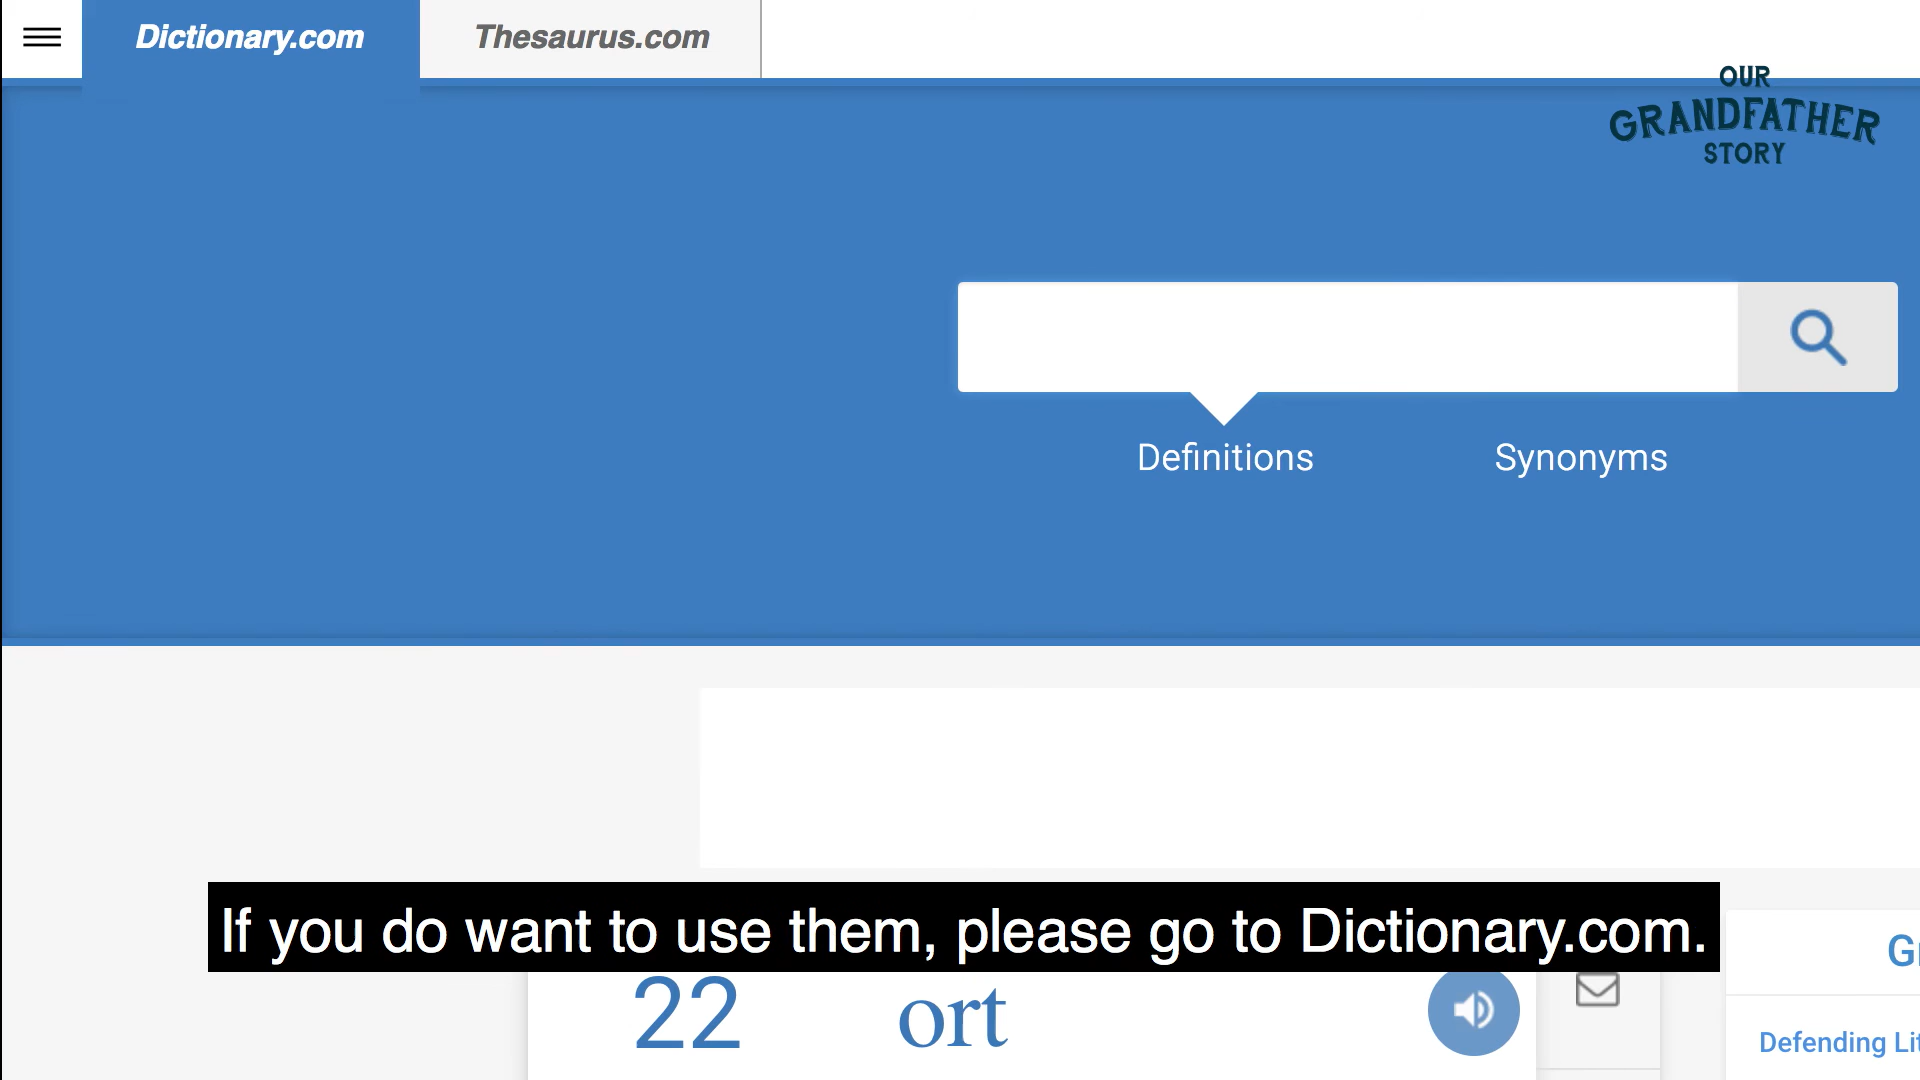 Dictionary.com
Thesaurus.com
OUR
GRANDFATHER
STORY
Definitions
Synonyms
If you do want to use them, please go to Dictionary.com.
22
ort
Defending